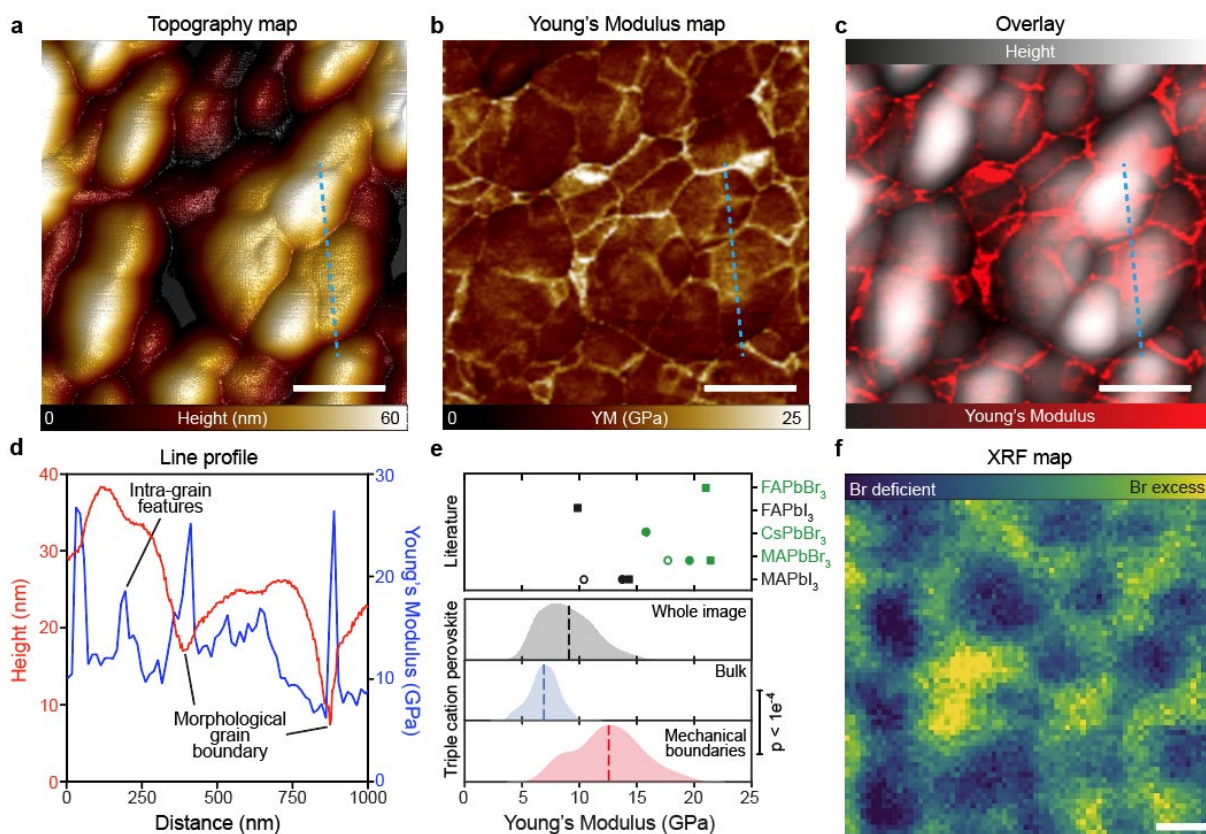 a
Topography map
0
Height (nm)
60
b
Young's Modulus map
0
YM (GPa)
25
c
Overlay
Height
Young's Modulus
d
Line profile
40
30
20
10
0
Height (nm)
30
20
10
0
Young's Modulus (GPa)
Intra-grain
features
Morphological
grain
boundary
0
250
500
750
1000
Distance (nm)
e
Literature
FAPbBr3
FAPbI3
CsPbBr3
MAPbBr3
MAPbI3
Triple cation perovskite
Whole image
Bulk
Mechanical
boundaries
p < 1e-4
0
5
10
15
20
25
Young's Modulus (GPa)
f
XRF map
Br deficient
Br excess